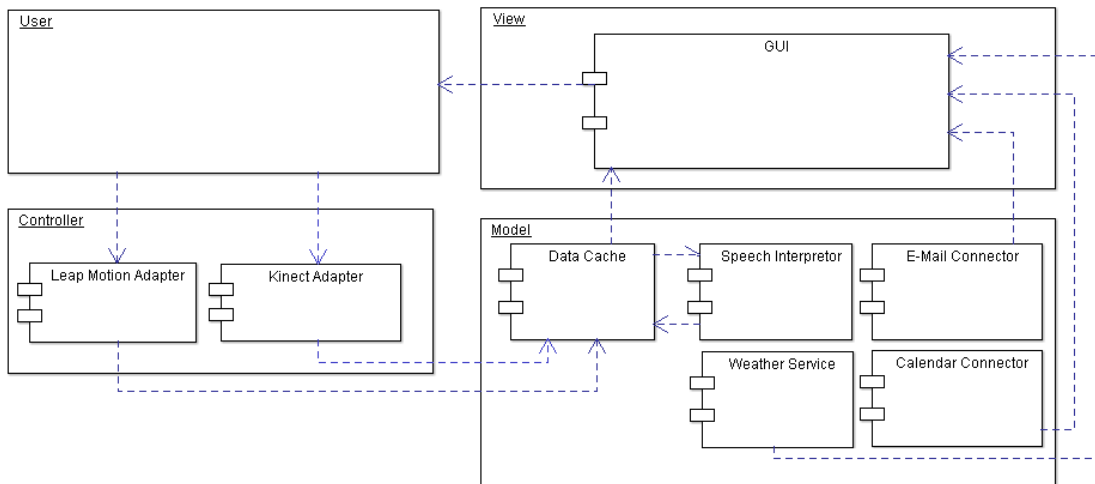 User
View
GUI
Controller
Leap Motion Adapter
Kinect Adapter
Model
Data Cache
Speech Interpretor
E-Mail Connector
Weather Service
Calendar Connector